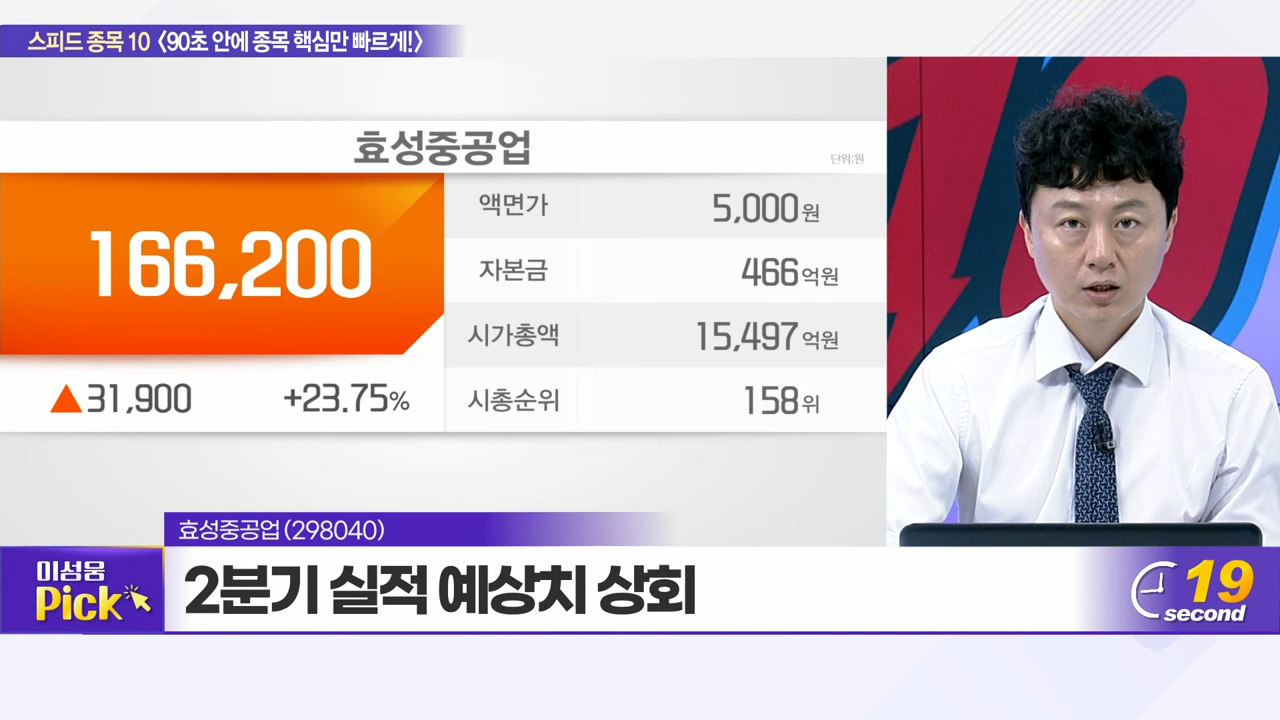 스피드 종목 10 〈90초 안에 종목 핵심만 빠르게!〉
효성중공업
단위:원
166,200
▲31,900 +23.75%
액면가 5,000원
자본금 466억원
시가총액 15,497억원
시총순위 158위
효성중공업 (298040)
이성웅
Pick
2분기 실적 예상치 상회
19
second
10